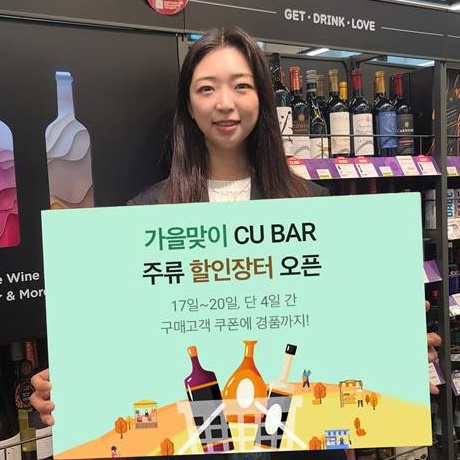 GET · DRINK · LOVE
가을맞이 CU BAR
주류 할인장터 오픈
17일~20일, 단 4일 간
구매고객 쿠폰에 경품까지!
Wine
& More